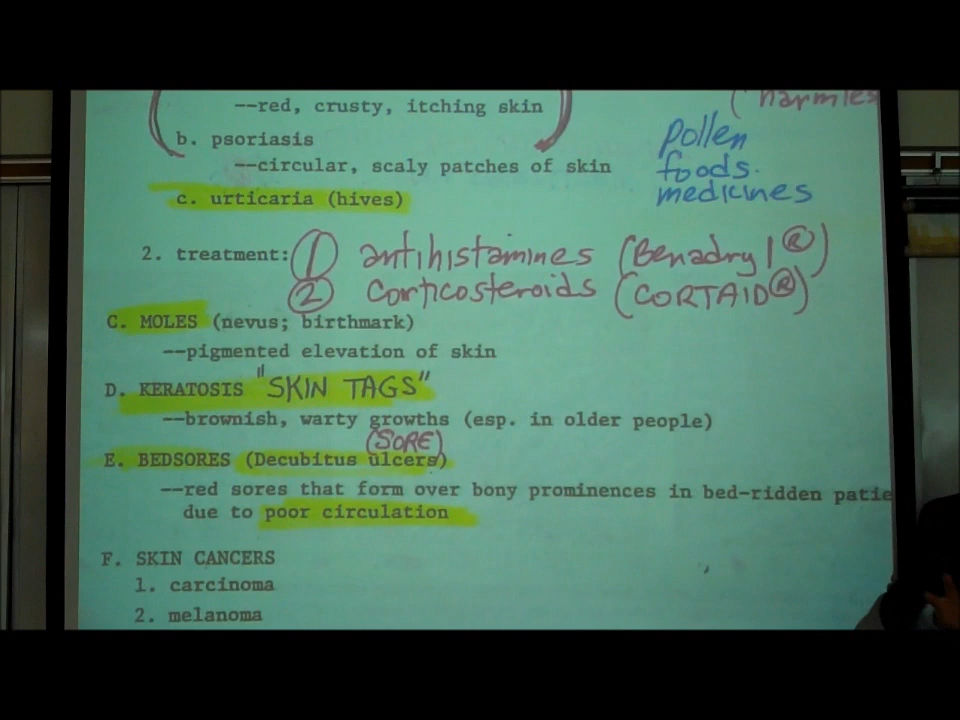 (harmles
--red, crusty, itching skin
b. psoriasis
pollen
--circular, scaly patches of skin
foods.
c. urticaria (hives)
medicines
2. treatment: 1 antihistamines (Benadryl®)
2 corticosteroids (CORTAID®)
C. MOLES (nevus; birthmark)
--pigmented elevation of skin
D. KERATOSIS "SKIN TAGS"
--brownish, warty growths (esp. in older people)
(SORE)
E. BEDSORES (Decubitus ulcers)
--red sores that form over bony prominences in bed-ridden patie
due to poor circulation
F. SKIN CANCERS
1. carcinoma
2. melanoma